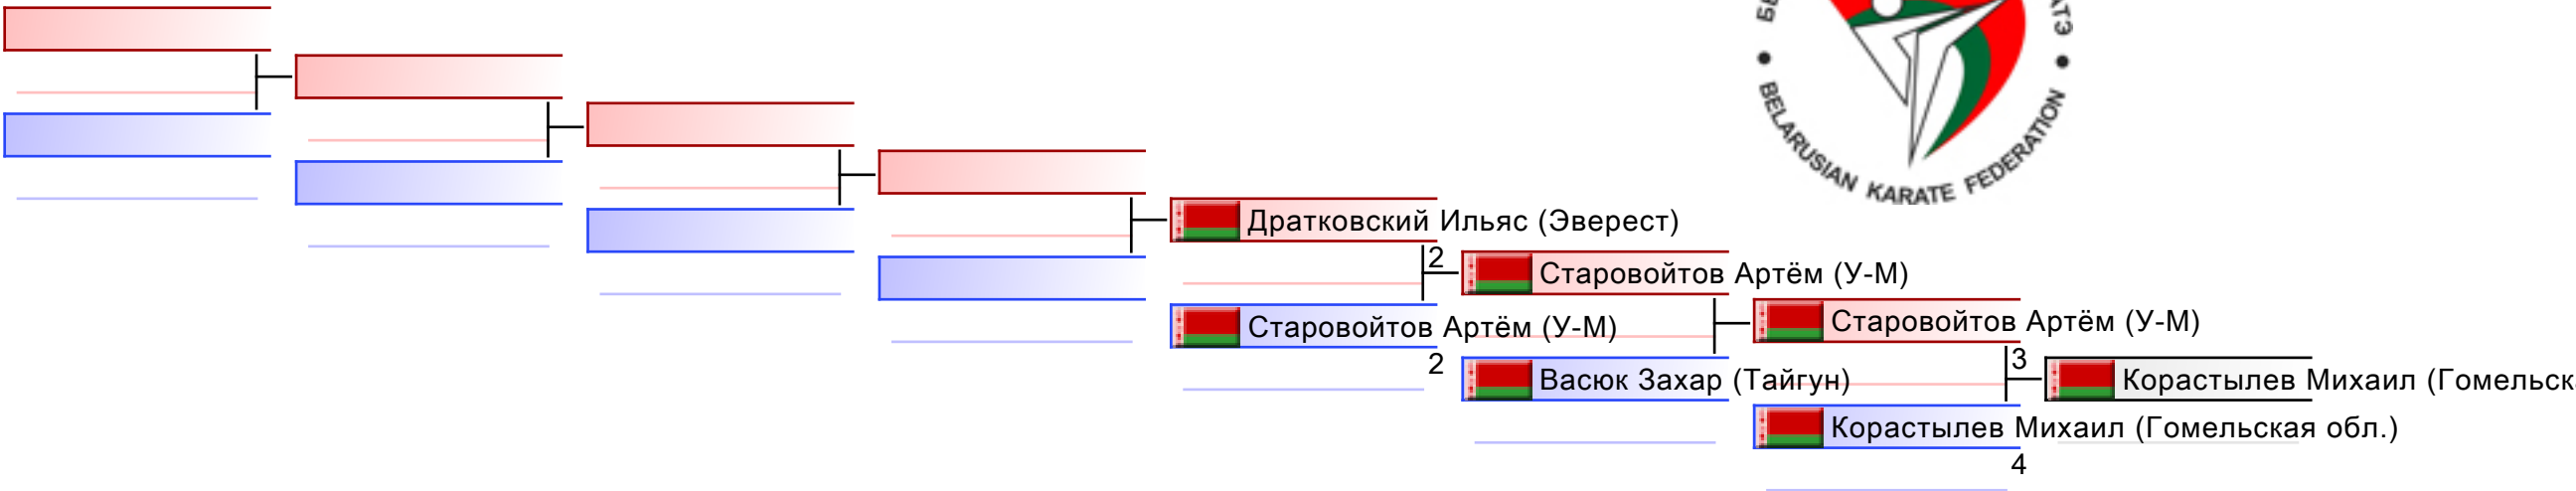 BELARUSIAN KARATE FEDERATION
Дратковский Ильяс (Эверест)
2
Старовойтов Артём (У-М)
Старовойтов Артём (У-М)
2
Старовойтов Артём (У-М)
Васюк Захар (Тайгун)
3
Корастылев Михаил (Гомельск
Корастылев Михаил (Гомельская обл.)
4